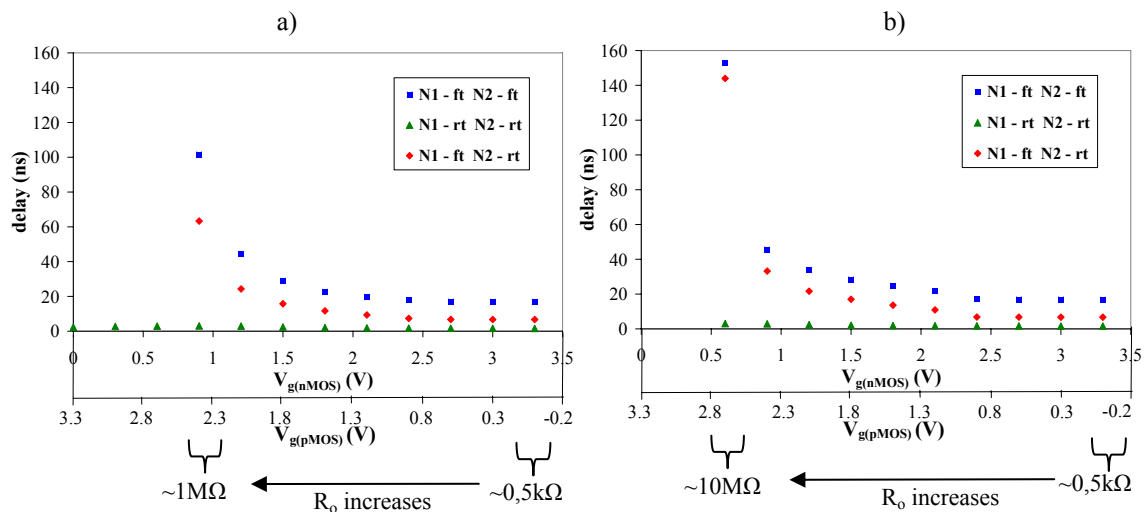 a)
160
140
120
100
80
60
40
20
0
delay (ns)
N1 - ft N2 - ft
N1 - rt N2 - rt
N1 - ft N2 - rt
0 0.5 1 1.5 2 2.5 3 3.5
Vg(nMOS) (V)
3.3 2.8 2.3 1.8 1.3 0.8 0.3 -0.2
Vg(pMOS) (V)
~1MΩ
Ro increases
~0,5kΩ
b)
160
140
120
100
80
60
40
20
0
delay (ns)
N1 - ft N2 - ft
N1 - rt N2 - rt
N1 - ft N2 - rt
0 0.5 1 1.5 2 2.5 3 3.5
Vg(nMOS) (V)
3.3 2.8 2.3 1.8 1.3 0.8 0.3 -0.2
Vg(pMOS) (V)
~10MΩ
Ro increases
~0,5kΩ